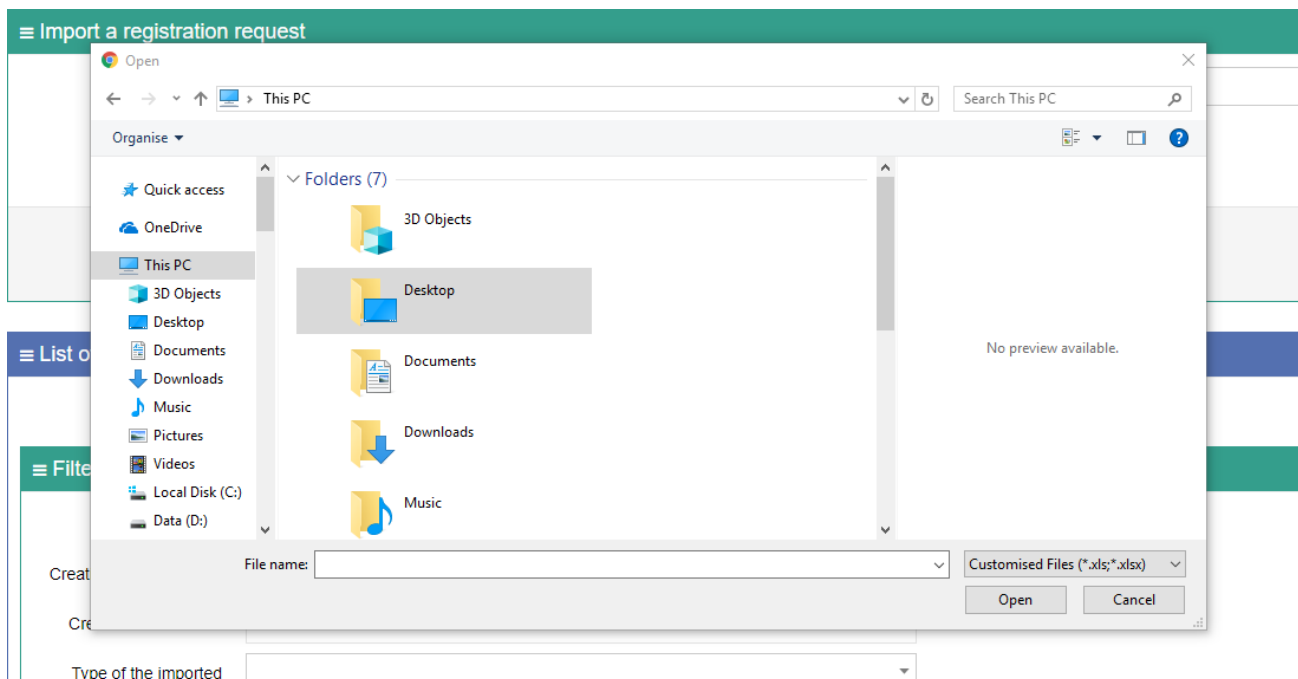 ≡ Import a registration request
Open
This PC
Search This PC
Organise
Quick access
OneDrive
This PC
3D Objects
Desktop
Documents
Downloads
Music
Pictures
Videos
Local Disk (C:)
Data (D:)
Folders (7)
3D Objects
Desktop
Documents
Downloads
Music
No preview available.
≡ List o
≡ Filte
File name:
Customised Files (*.xls;*.xlsx)
Open
Cancel
Creat
Cre
Type of the imported